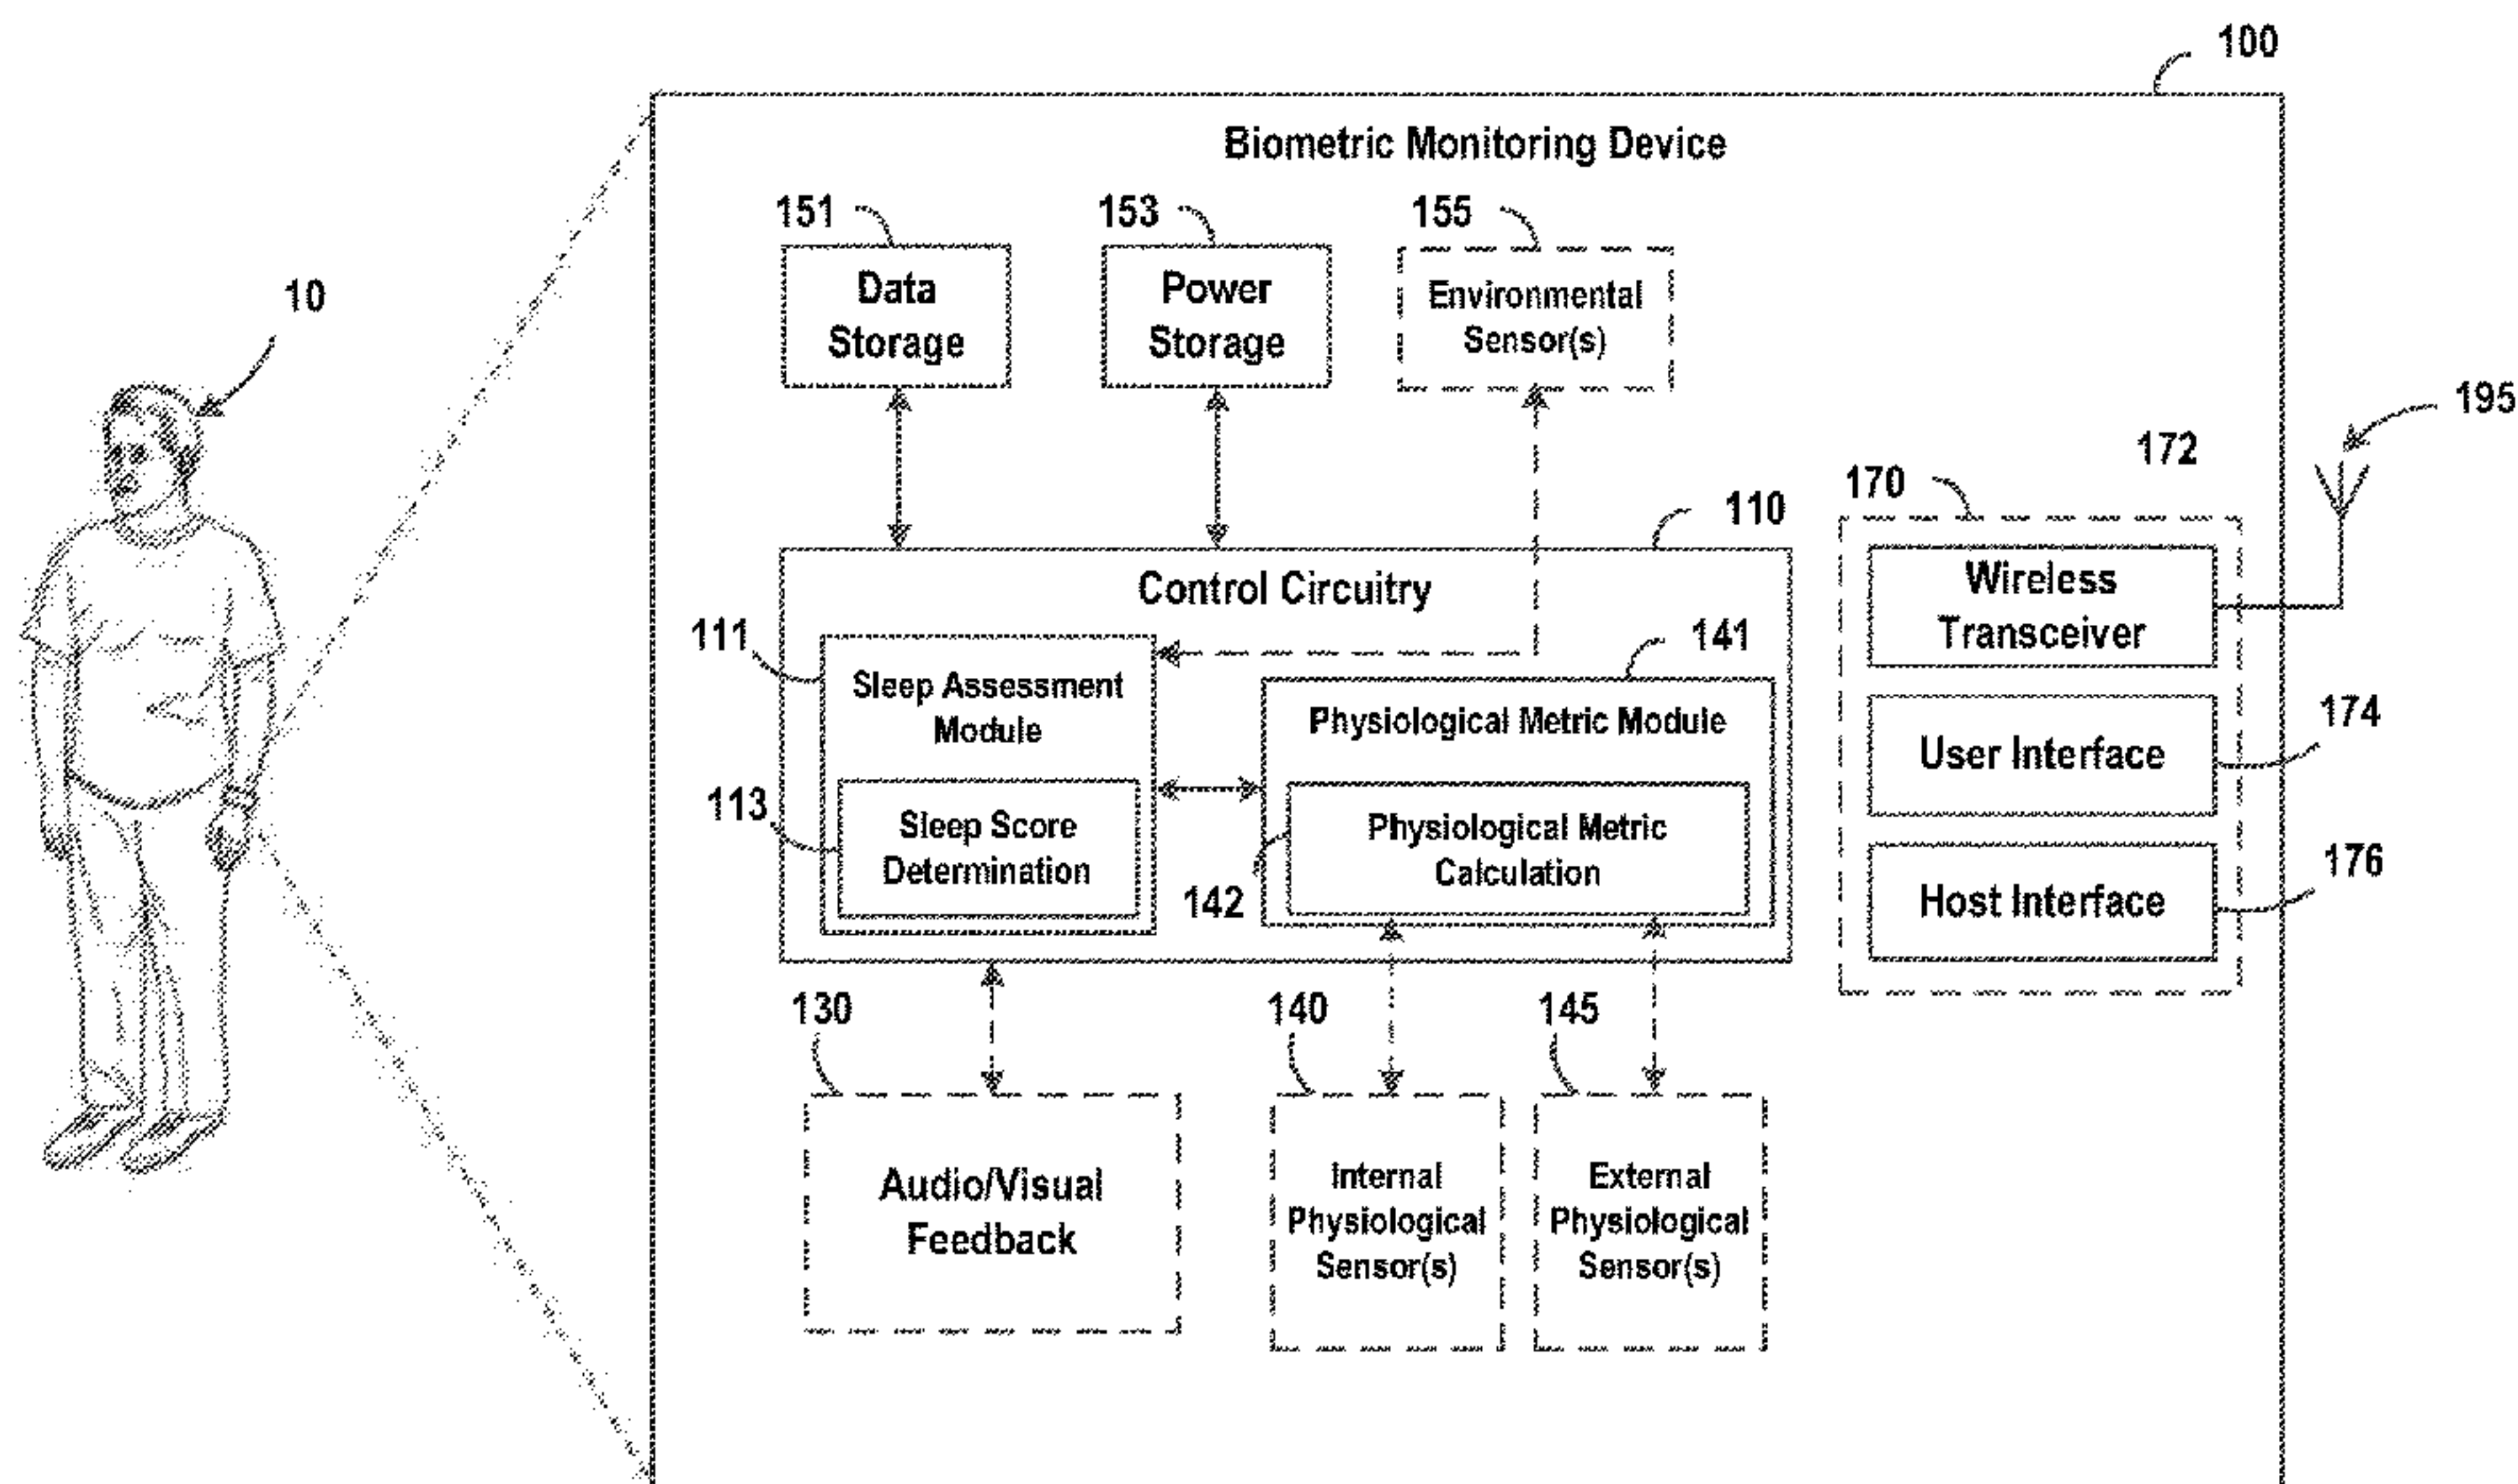 100
Biometric Monitoring Device
151
153
155
Data
Storage
Power
Storage
Environmental
Sensor(s)
10
195
172
170
110
Control Circuitry
Wireless
Transceiver
111
141
Sleep Assessment
Module
Physiological Metric Module
174
User Interface
113
Sleep Score
Determination
Physiological Metric
Calculation
142
176
Host Interface
130
140
145
Audio/Visual
Feedback
Internal
Physiological
Sensor(s)
External
Physiological
Sensor(s)